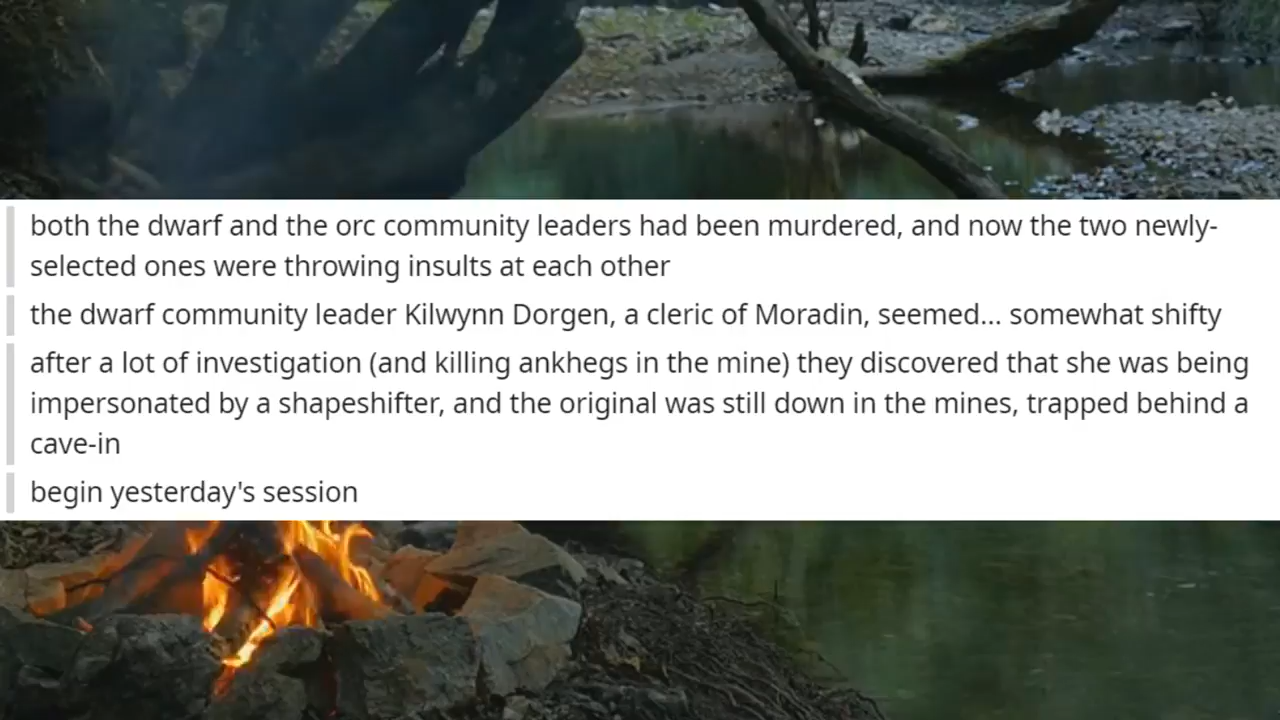 both the dwarf and the orc community leaders had been murdered, and now the two newly-
selected ones were throwing insults at each other
the dwarf community leader Kilwynn Dorgen, a cleric of Moradin, seemed... somewhat shifty
after a lot of investigation (and killing ankhegs in the mine) they discovered that she was being
impersonated by a shapeshifter, and the original was still down in the mines, trapped behind a
cave-in
begin yesterday's session